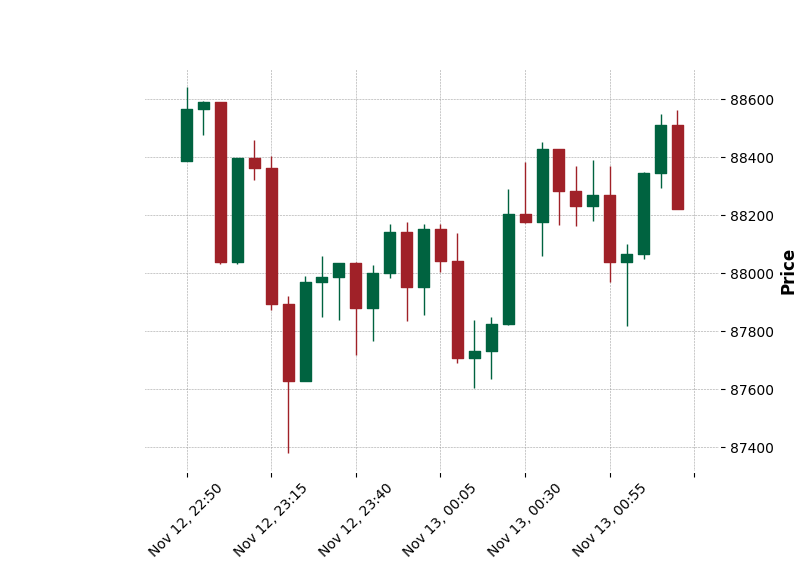 88600
88400
88200
88000
87800
87600
87400
Price
Nov 12, 22:50
Nov 12, 23:15
Nov 12, 23:40
Nov 13, 00:05
Nov 13, 00:30
Nov 13, 00:55